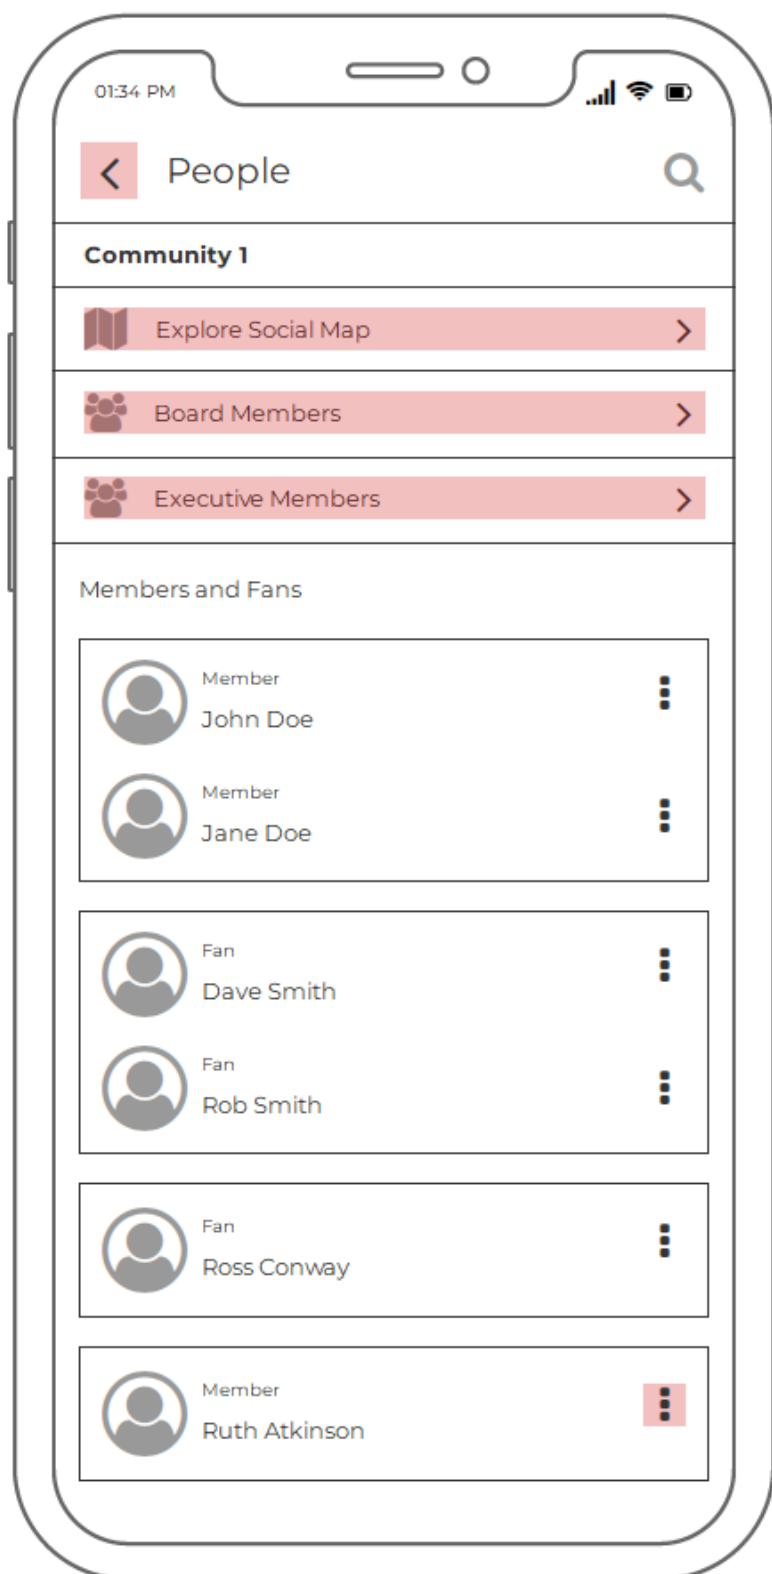 01:34 PM
People
Community 1
Explore Social Map
Board Members
Executive Members
Members and Fans
Member
John Doe
Member
Jane Doe
Fan
Dave Smith
Fan
Rob Smith
Fan
Ross Conway
Member
Ruth Atkinson